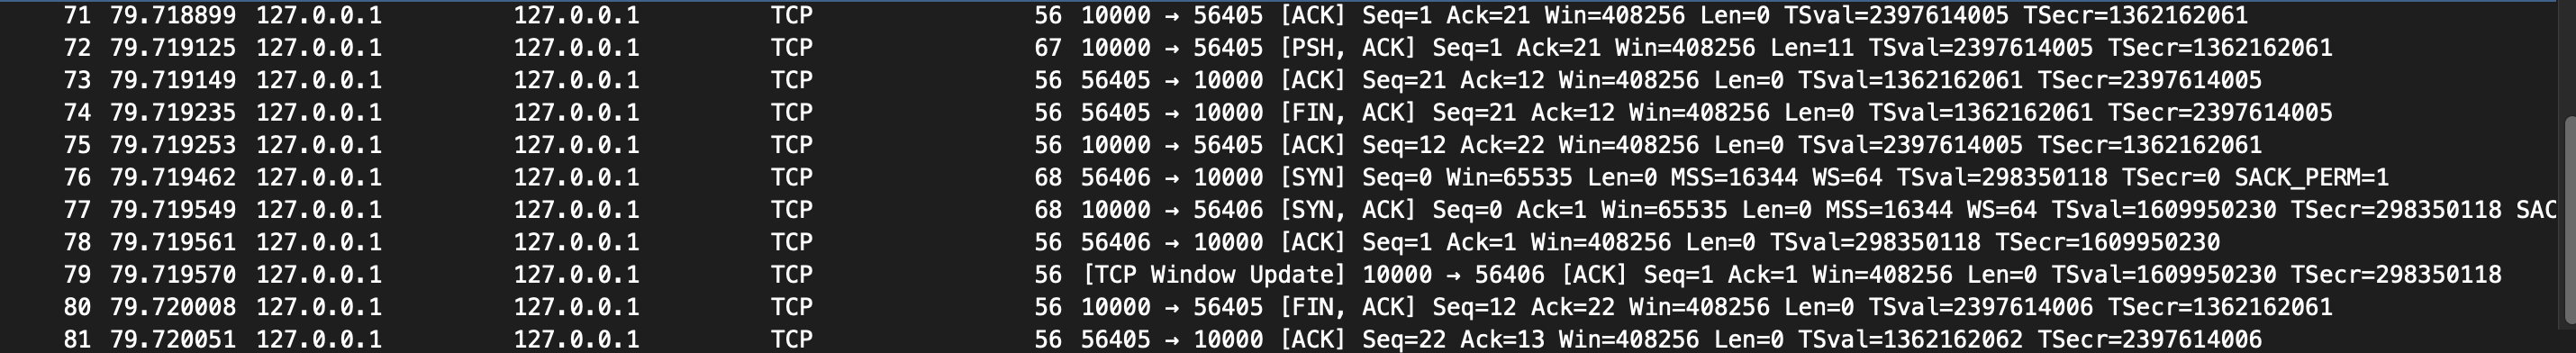 71 79.718899 127.0.0.1 127.0.0.1 TCP 56 10000 → 56405 [ACK] Seq=1 Ack=21 Win=408256 Len=0 TSval=2397614005 TSecr=1362162061
72 79.719125 127.0.0.1 127.0.0.1 TCP 67 10000 → 56405 [PSH, ACK] Seq=1 Ack=21 Win=408256 Len=11 TSval=2397614005 TSecr=1362162061
73 79.719149 127.0.0.1 127.0.0.1 TCP 56 56405 → 10000 [ACK] Seq=21 Ack=12 Win=408256 Len=0 TSval=1362162061 TSecr=2397614005
74 79.719235 127.0.0.1 127.0.0.1 TCP 56 56405 → 10000 [FIN, ACK] Seq=21 Ack=12 Win=408256 Len=0 TSval=1362162061 TSecr=2397614005
75 79.719253 127.0.0.1 127.0.0.1 TCP 56 10000 → 56405 [ACK] Seq=12 Ack=22 Win=408256 Len=0 TSval=2397614005 TSecr=1362162061
76 79.719462 127.0.0.1 127.0.0.1 TCP 68 56406 → 10000 [SYN] Seq=0 Win=65535 Len=0 MSS=16344 WS=64 TSval=298350118 TSecr=0 SACK_PERM=1
77 79.719549 127.0.0.1 127.0.0.1 TCP 68 10000 → 56406 [SYN, ACK] Seq=0 Ack=1 Win=65535 Len=0 MSS=16344 WS=64 TSval=1609950230 TSecr=298350118 SAC
78 79.719561 127.0.0.1 127.0.0.1 TCP 56 56406 → 10000 [ACK] Seq=1 Ack=1 Win=408256 Len=0 TSval=298350118 TSecr=1609950230
79 79.719570 127.0.0.1 127.0.0.1 TCP 56 [TCP Window Update] 10000 → 56406 [ACK] Seq=1 Ack=1 Win=408256 Len=0 TSval=1609950230 TSecr=298350118
80 79.720008 127.0.0.1 127.0.0.1 TCP 56 10000 → 56405 [FIN, ACK] Seq=12 Ack=22 Win=408256 Len=0 TSval=2397614006 TSecr=1362162061
81 79.720051 127.0.0.1 127.0.0.1 TCP 56 56405 → 10000 [ACK] Seq=22 Ack=13 Win=408256 Len=0 TSval=1362162062 TSecr=2397614006